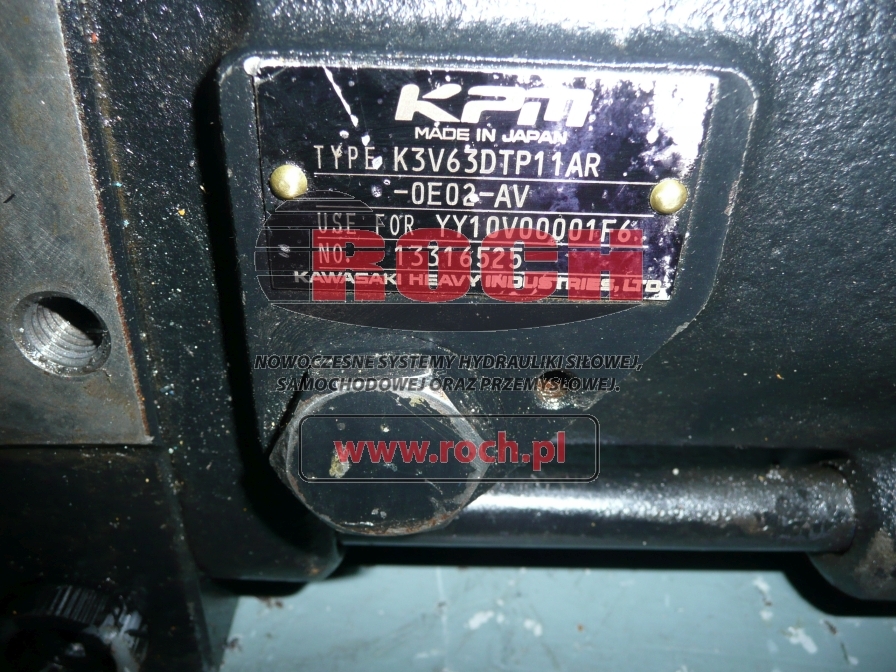 KPM
MADE IN JAPAN
TYPE K3V63DTP11AR
-0E02-AV
USE FOR YY10V00001F6
NO. 13316525
ROCH
KAWASAKI HEAVY INDUSTRIES, LTD.
NOWOCZESNE SYSTEMY HYDRAULIKI SIŁOWEJ,
SAMOCHODOWEJ ORAZ PRZEMYSŁOWEJ.
www.roch.pl